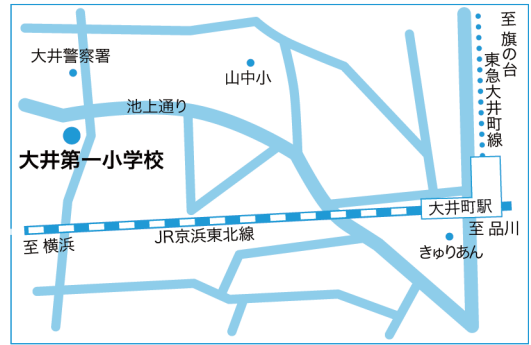 至 旗の台
東急大井町線
大井警察署
山中小
池上通り
大井第一小学校
大井町駅
至 品川
JR京浜東北線
至 横浜
きゅりあん